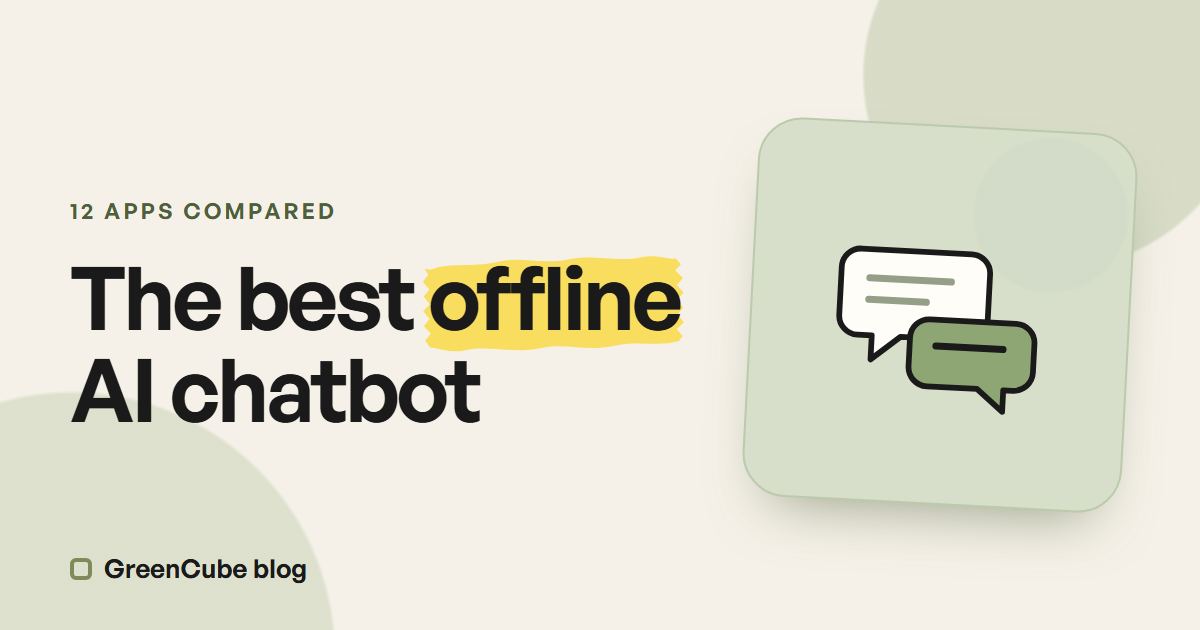 12 APPS COMPARED
The best offline
AI chatbot
GreenCube blog